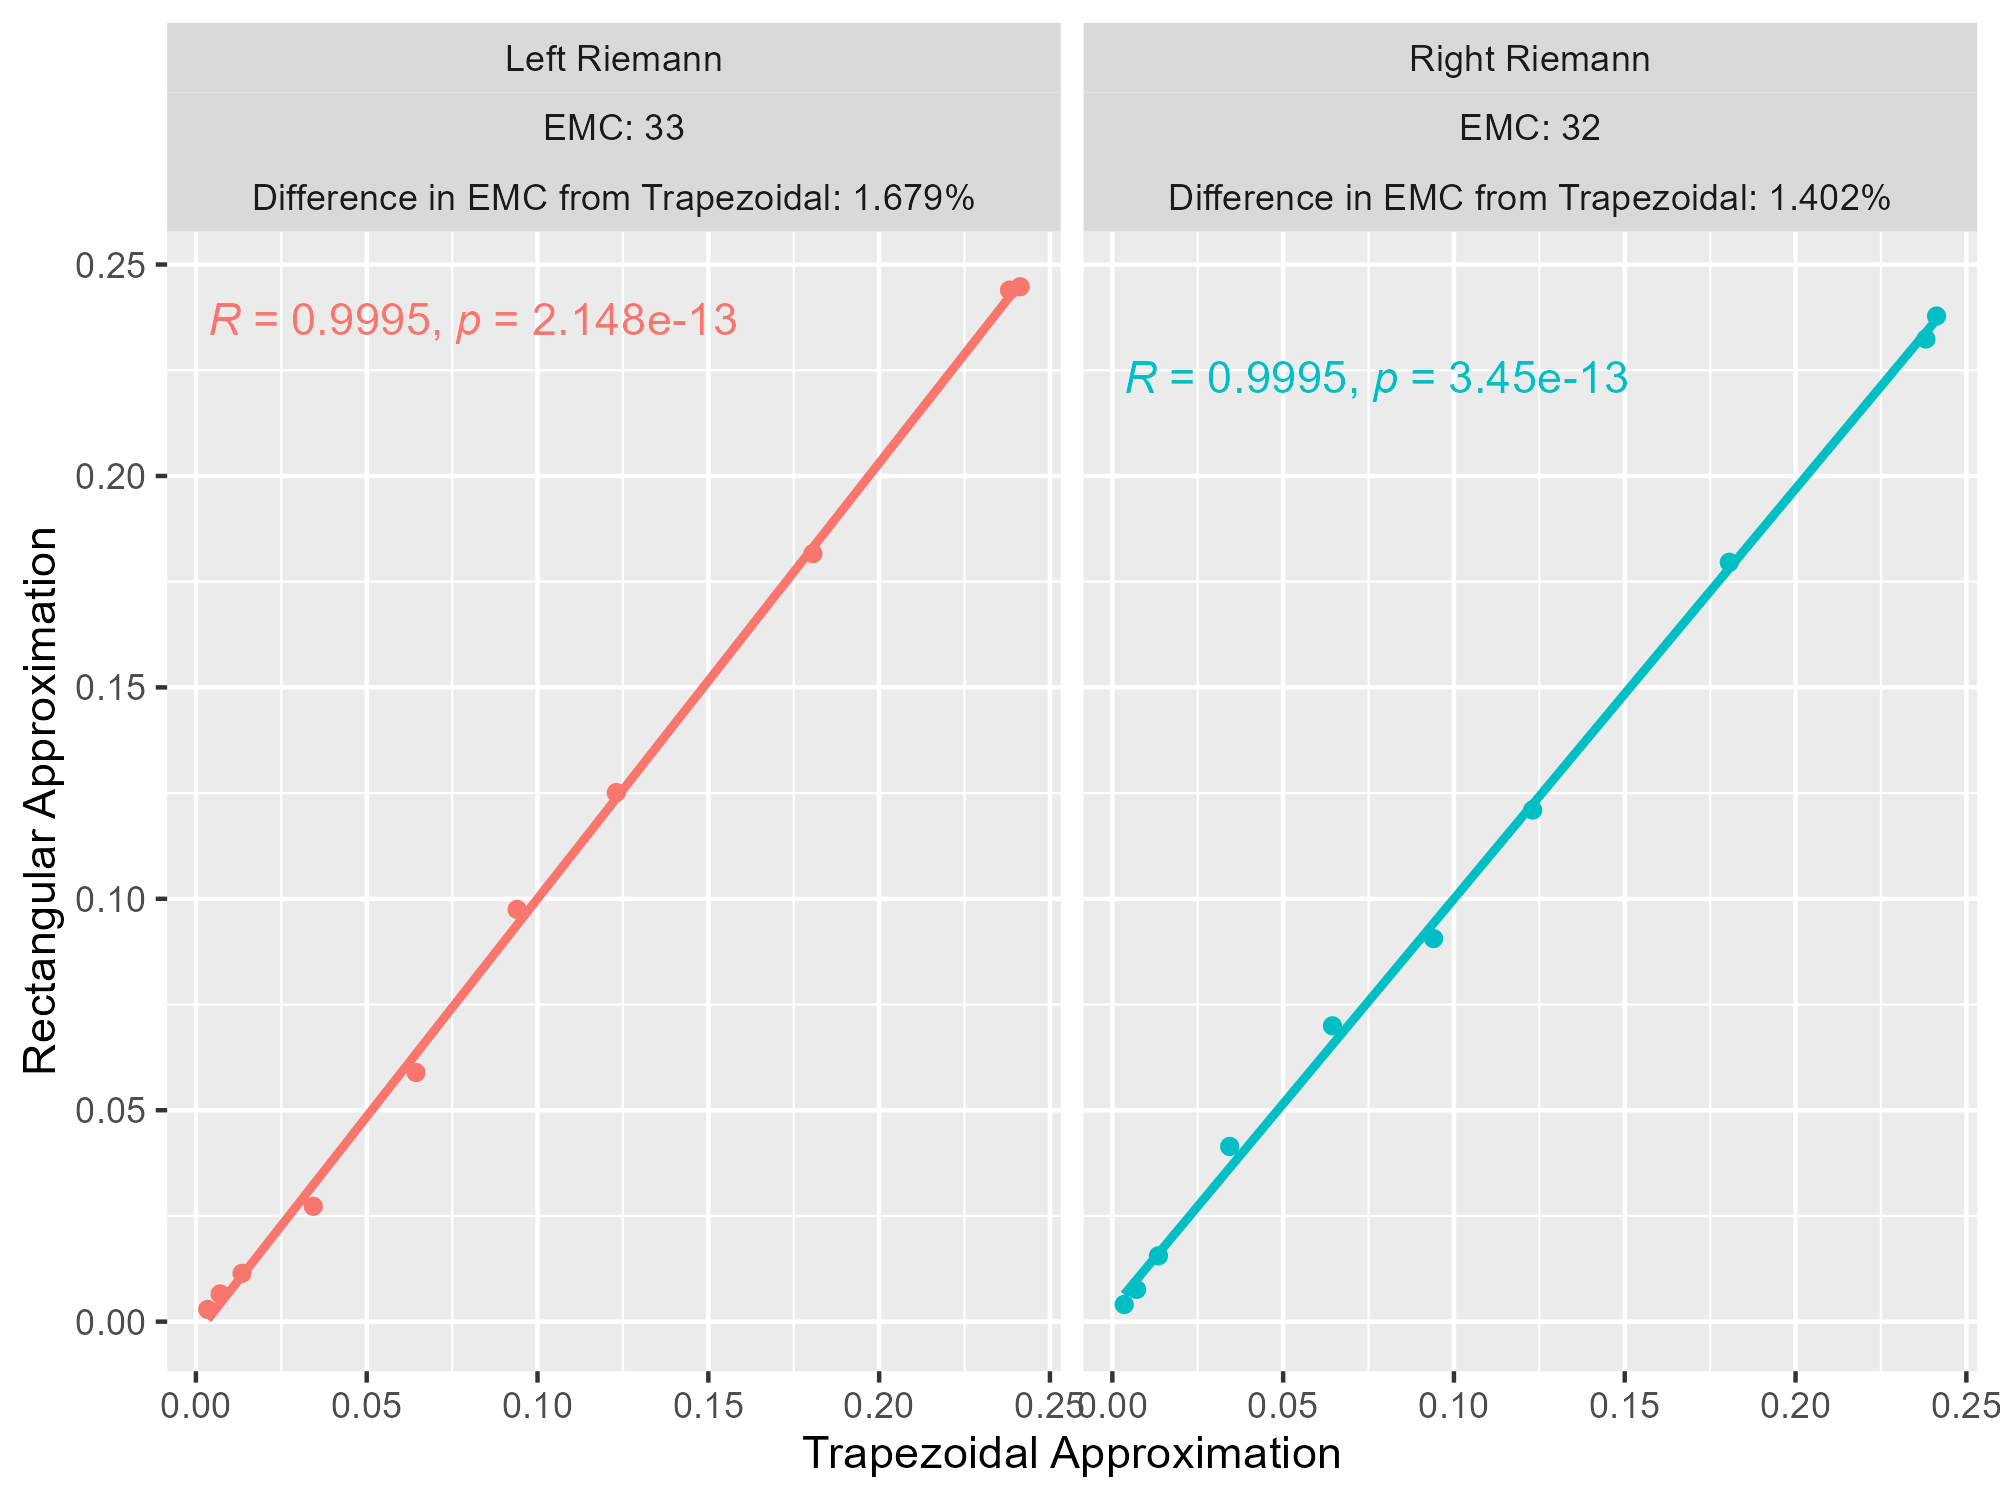 Left Riemann
EMC: 33
Difference in EMC from Trapezoidal: 1.679%
Right Riemann
EMC: 32
Difference in EMC from Trapezoidal: 1.402%
R = 0.9995, p = 2.148e-13
R = 0.9995, p = 3.45e-13
Rectangular Approximation
0.25
0.20
0.15
0.10
0.05
0.00
0.00 0.05 0.10 0.15 0.20 0.25
0.00 0.05 0.10 0.15 0.20 0.25
Trapezoidal Approximation